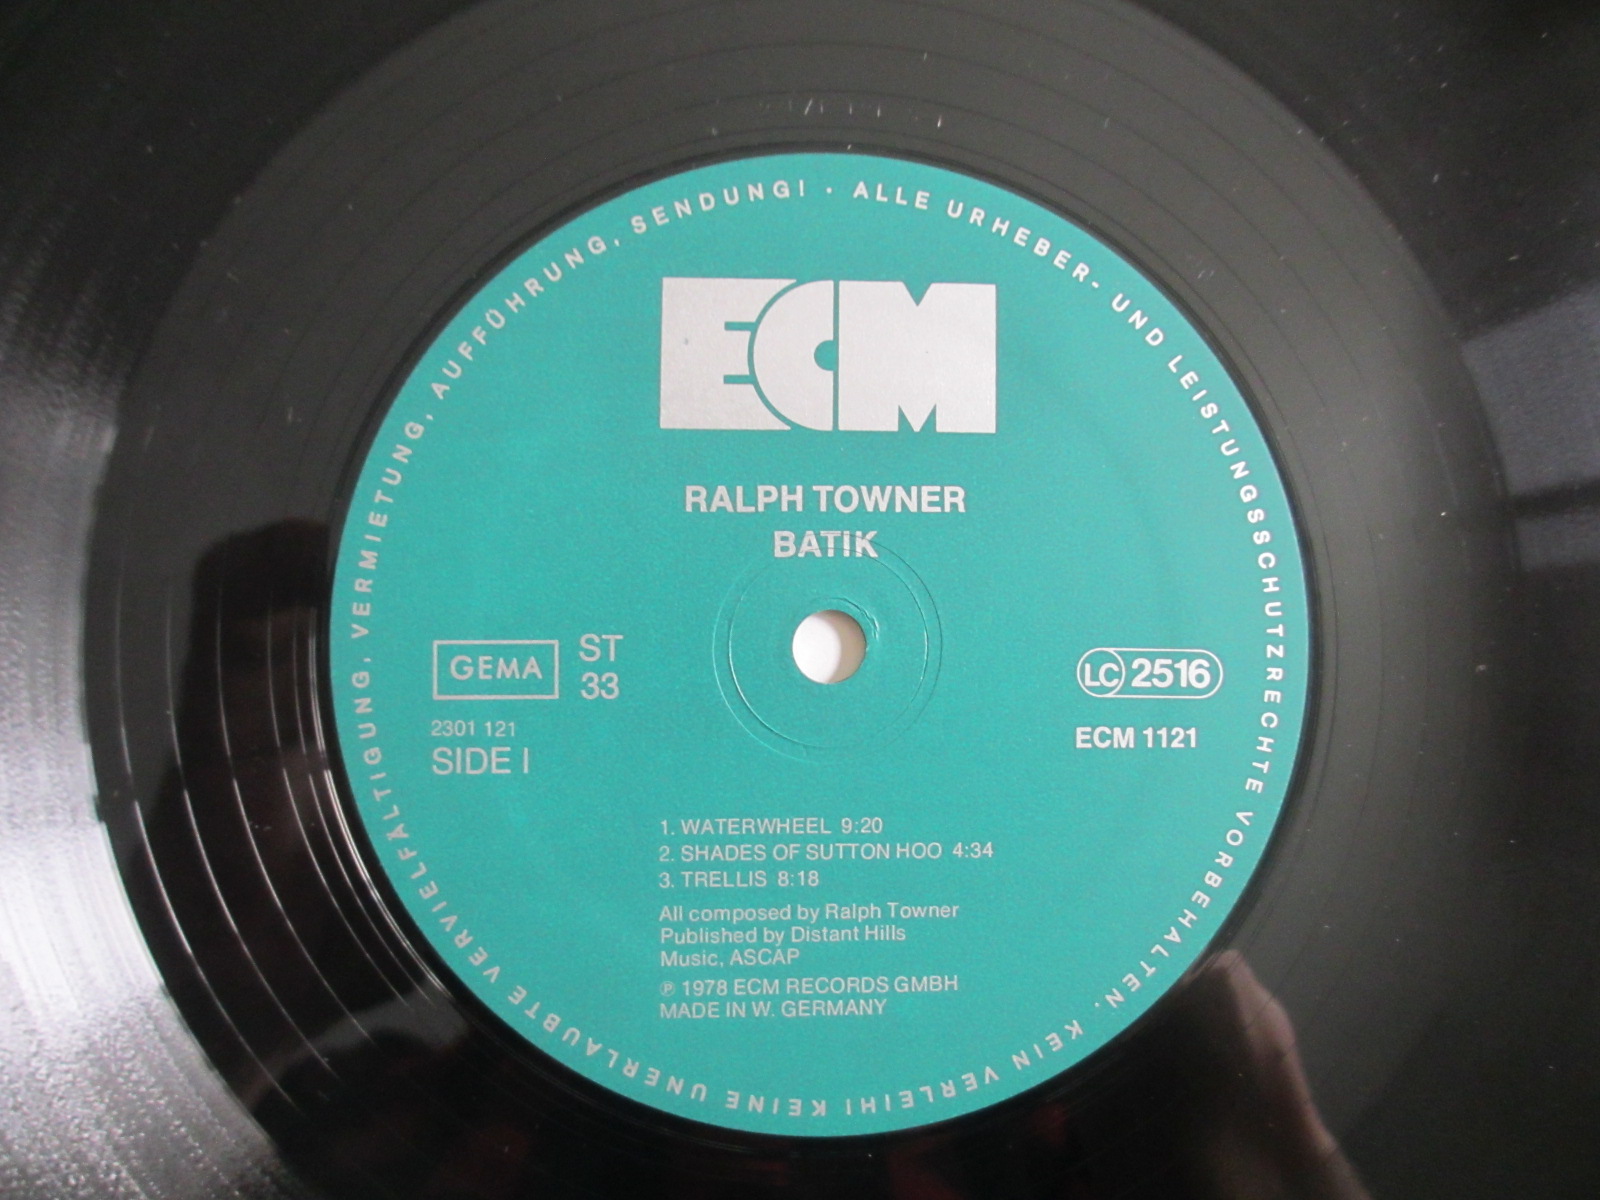 ALLE URHEBER- UND LEISTUNGSSCHUTZRECHTE VORBEHALTEN. KEIN VERLEIH! KEINE UNERLAUBTE VERVIELFÄLTIGUNG, VERMIETUNG, AUFFÜHRUNG, SENDUNG! ·
ECM
RALPH TOWNER
BATIK
GEMA
ST
33
2301 121
SIDE I
LC 2516
ECM 1121
1. WATERWHEEL 9:20
2. SHADES OF SUTTON HOO 4:34
3. TRELLIS 8:18
All composed by Ralph Towner
Published by Distant Hills
Music, ASCAP
℗ 1978 ECM RECORDS GMBH
MADE IN W. GERMANY